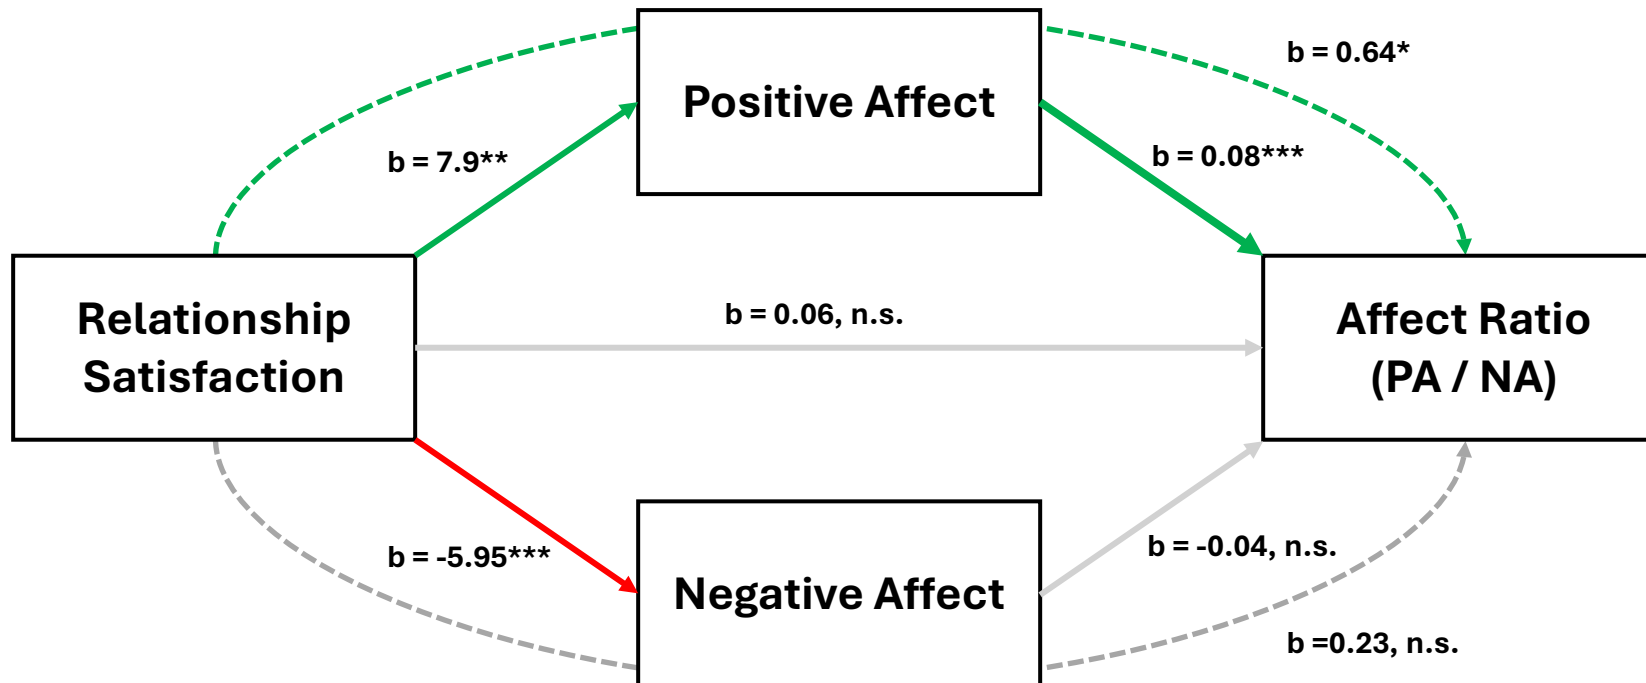 b = 0.64*
Positive Affect
b = 7.9**
b = 0.08***
Relationship
Satisfaction
b = 0.06, n.s.
Affect Ratio
(PA / NA)
b = -5.95***
b = -0.04, n.s.
Negative Affect
b =0.23, n.s.